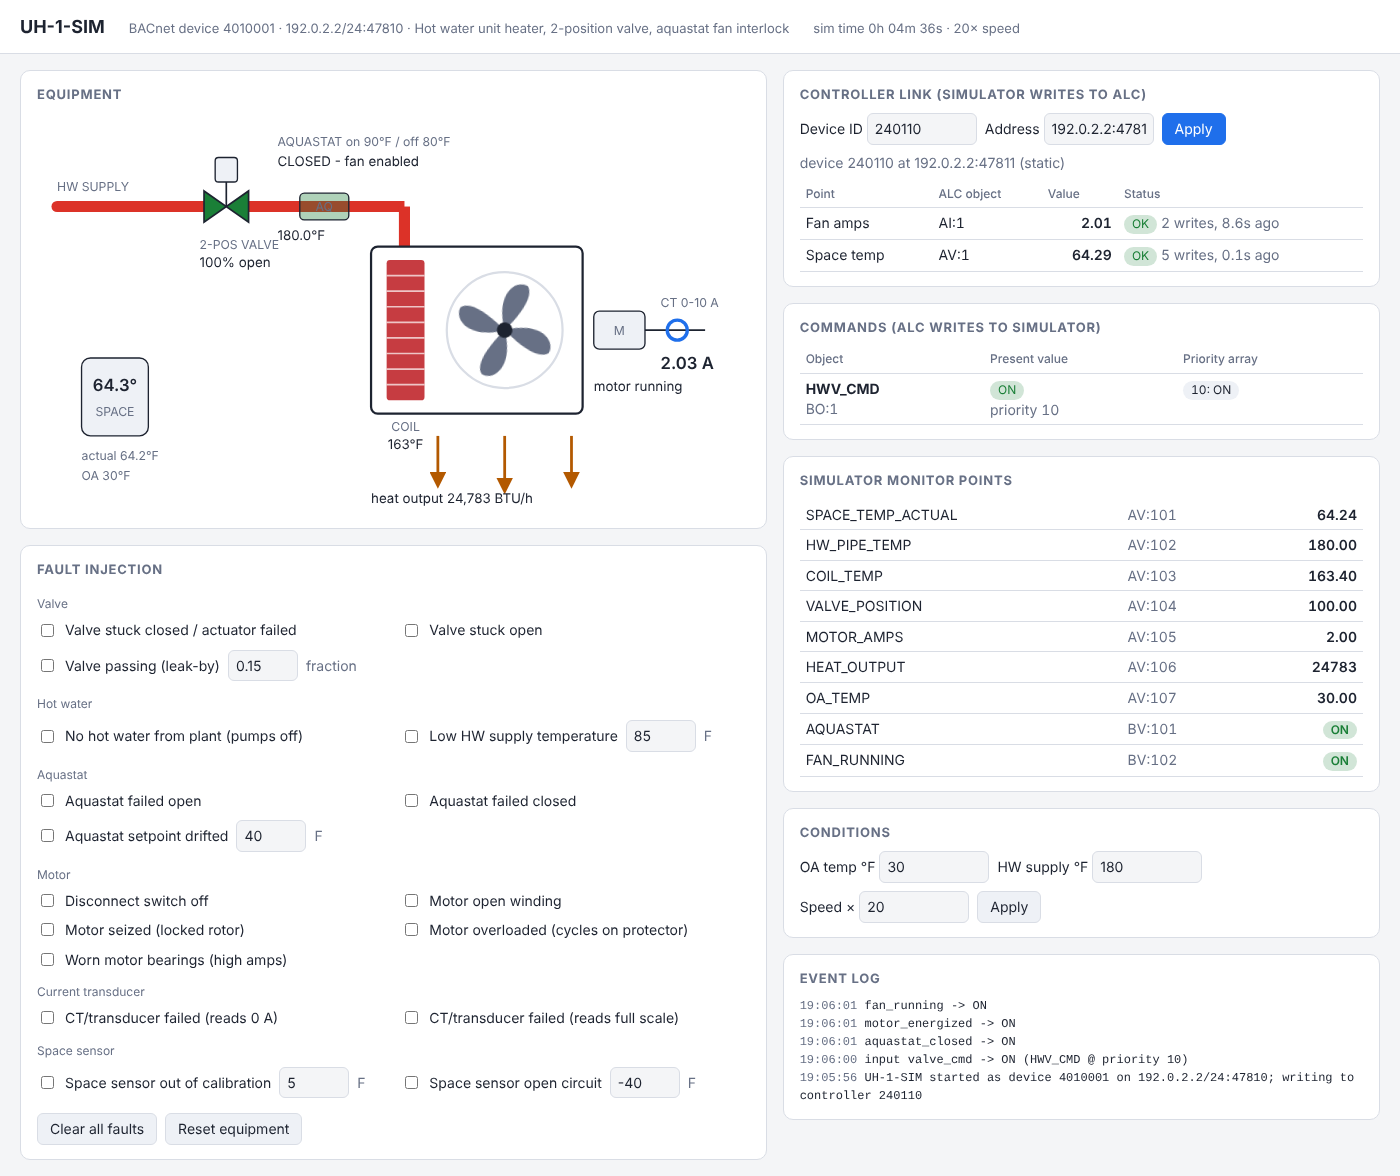 UH-1-SIM
BACnet device 4010001 · 192.0.2.2/24:47810 · Hot water unit heater, 2-position valve, aquastat fan interlock
sim time 0h 04m 36s · 20× speed
EQUIPMENT
AQUASTAT on 90°F / off 80°F
CLOSED - fan enabled
HW SUPPLY
AQ
180.0°F
2-POS VALVE
100% open
CT 0-10 A
M
2.03 A
motor running
64.3°
SPACE
actual 64.2°F
OA 30°F
COIL
163°F
heat output 24,783 BTU/h
FAULT INJECTION
Valve
Valve stuck closed / actuator failed
Valve stuck open
Valve passing (leak-by) 0.15 fraction
Hot water
No hot water from plant (pumps off)
Low HW supply temperature 85 F
Aquastat
Aquastat failed open
Aquastat failed closed
Aquastat setpoint drifted 40 F
Motor
Disconnect switch off
Motor open winding
Motor seized (locked rotor)
Motor overloaded (cycles on protector)
Worn motor bearings (high amps)
Current transducer
CT/transducer failed (reads 0 A)
CT/transducer failed (reads full scale)
Space sensor
Space sensor out of calibration 5 F
Space sensor open circuit -40 F
Clear all faults
Reset equipment
CONTROLLER LINK (SIMULATOR WRITES TO ALC)
Device ID 240110 Address 192.0.2.2:4781 Apply
device 240110 at 192.0.2.2:47811 (static)
Point ALC object Value Status
Fan amps AI:1 2.01 OK 2 writes, 8.6s ago
Space temp AV:1 64.29 OK 5 writes, 0.1s ago
COMMANDS (ALC WRITES TO SIMULATOR)
Object Present value Priority array
HWV_CMD ON 10: ON
BO:1 priority 10
SIMULATOR MONITOR POINTS
SPACE_TEMP_ACTUAL AV:101 64.24
HW_PIPE_TEMP AV:102 180.00
COIL_TEMP AV:103 163.40
VALVE_POSITION AV:104 100.00
MOTOR_AMPS AV:105 2.00
HEAT_OUTPUT AV:106 24783
OA_TEMP AV:107 30.00
AQUASTAT BV:101 ON
FAN_RUNNING BV:102 ON
CONDITIONS
OA temp °F 30 HW supply °F 180
Speed × 20 Apply
EVENT LOG
19:06:01 fan_running -> ON
19:06:01 motor_energized -> ON
19:06:01 aquastat_closed -> ON
19:06:00 input valve_cmd -> ON (HWV_CMD @ priority 10)
19:05:56 UH-1-SIM started as device 4010001 on 192.0.2.2/24:47810; writing to
controller 240110